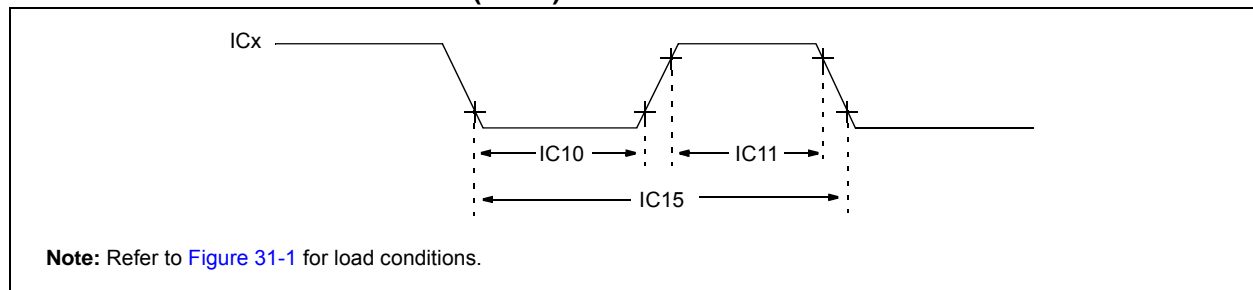 ICx
IC10
IC11
IC15
Note: Refer to Figure 31-1 for load conditions.